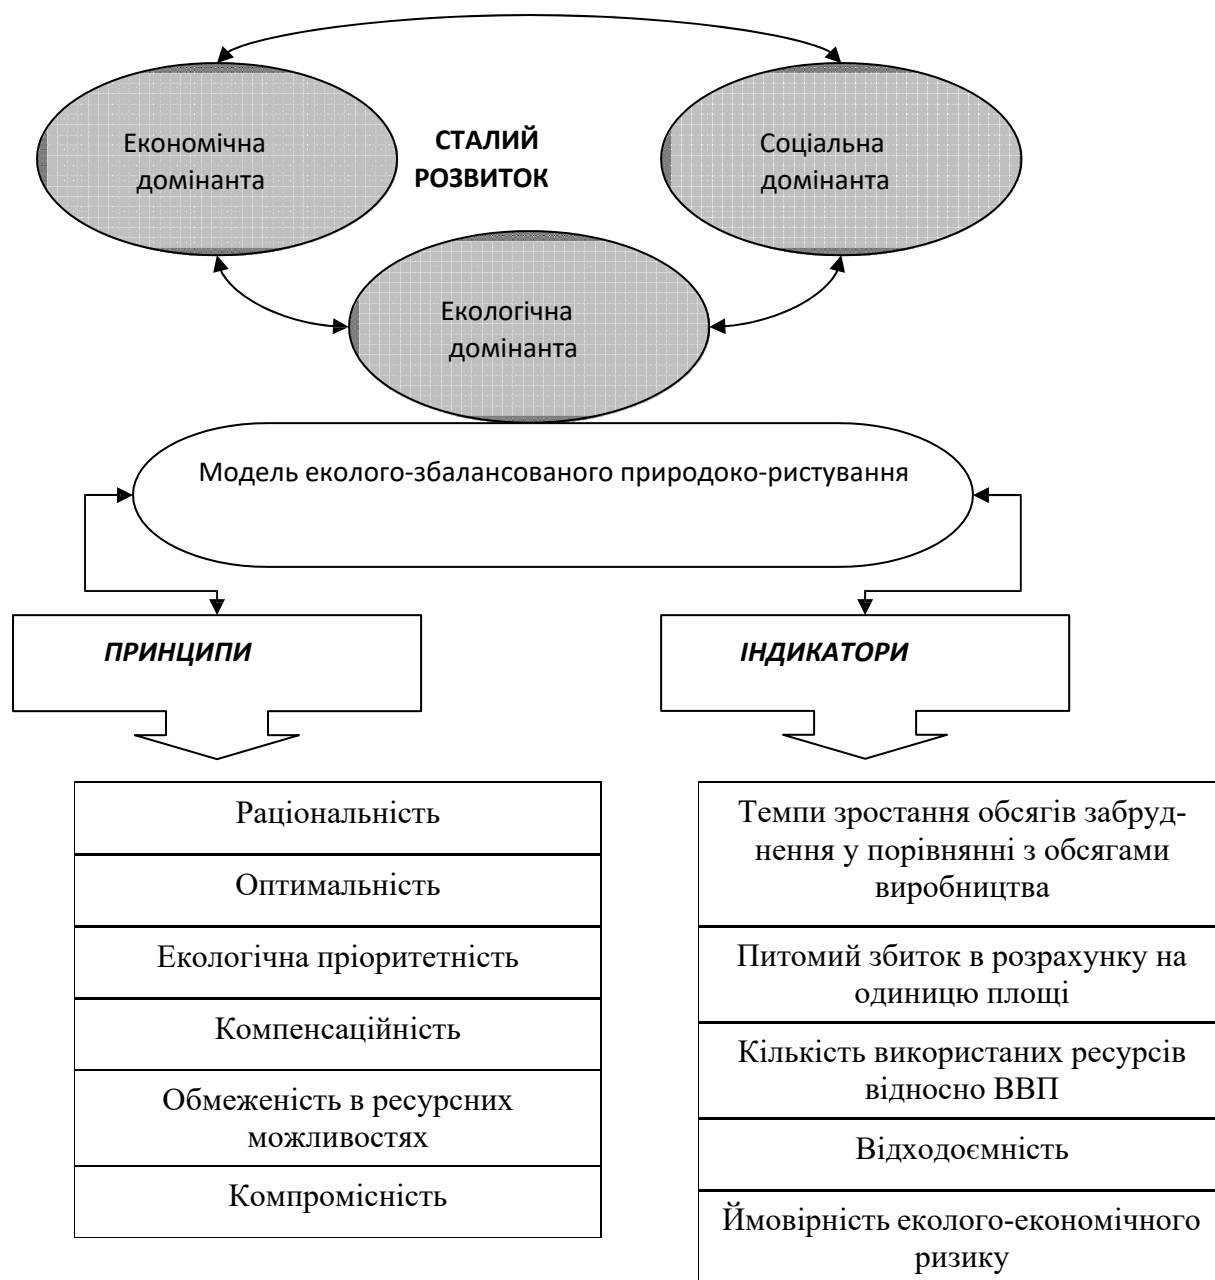 Економічна
домінанта
СТАЛИЙ
РОЗВИТОК
Соціальна
домінанта
Екологічна
домінанта
Модель еколого-збалансованого природоко-ристування
ПРИНЦИПИ
ІНДИКАТОРИ
Раціональність
Оптимальність
Екологічна пріоритетність
Компенсаційність
Обмеженість в ресурсних
можливостях
Компромісність
Темпи зростання обсягів забруд-
нення у порівнянні з обсягами
виробництва
Питомий збиток в розрахунку на
одиницю площі
Кількість використаних ресурсів
відносно ВВП
Відходоємність
Ймовірність еколого-економічного
ризику